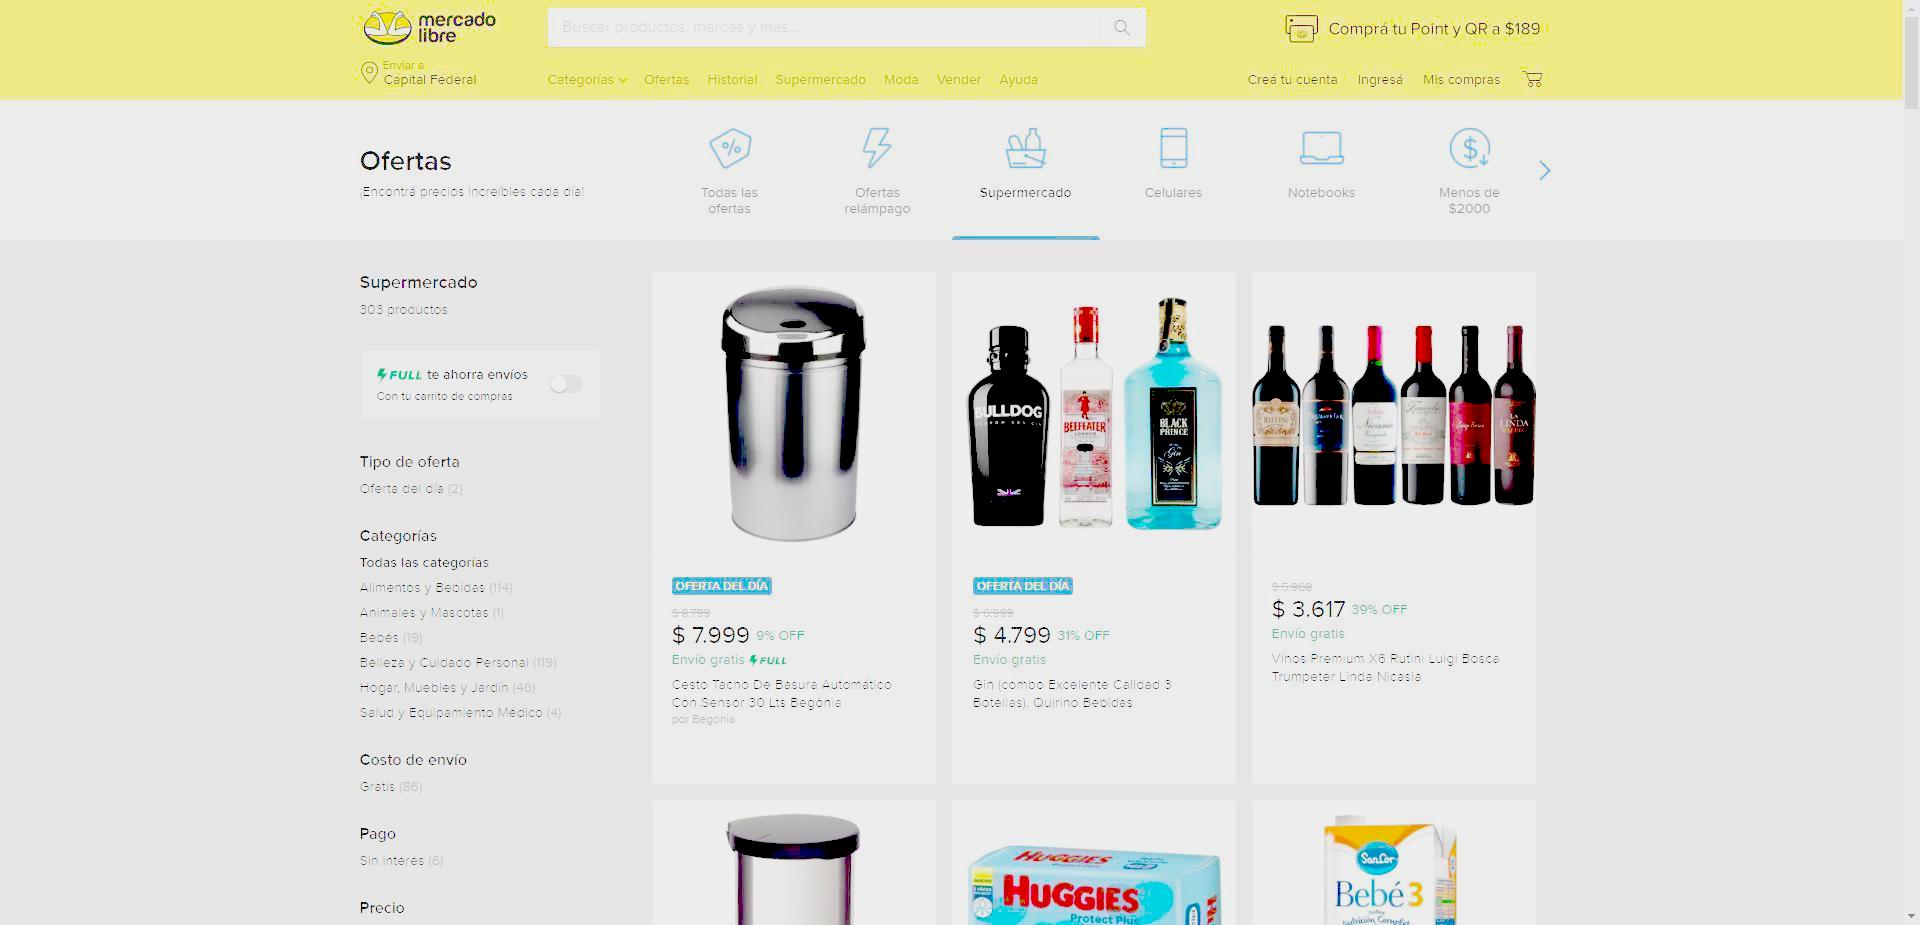 mercado
libre
Buscar productos, marcas y más...
Comprá tu Point y QR a $189
Enviar a
Capital Federal
Categorías
Ofertas
Historial
Supermercado
Moda
Vender
Ayuda
Creá tu cuenta
Ingresá
Mis compras
Ofertas
¡Encontrá precios increíbles cada día!
Todas las
ofertas
Ofertas
relámpago
Supermercado
Celulares
Notebooks
Menos de
$2000
Supermercado
303 productos
FULL te ahorra envíos
Con tu carrito de compras
Tipo de oferta
Oferta del día (2)
Categorías
Todas las categorías
Alimentos y Bebidas (114)
Animales y Mascotas (1)
Bebés (19)
Belleza y Cuidado Personal (119)
Hogar, Muebles y Jardín (46)
Salud y Equipamiento Médico (4)
Costo de envío
Gratis (86)
Pago
Sin interés (6)
Precio
OFERTA DEL DÍA
$ 8.799
$ 7.999 9% OFF
Envío gratis FULL
Cesto Tacho De Basura Automático
Con Sensor 30 Lts Begónia
por Begonia
BULLDOG
BEEFEATER
LONDON
BLACK
PRINCE
Gin
OFERTA DEL DÍA
$ 6.999
$ 4.799 31% OFF
Envío gratis
Gin (combo Excelente Calidad 3
Botellas). Quirino Bebidas
RUTINI
Nicasia
LA
LINDA
$ 5.968
$ 3.617 39% OFF
Envío gratis
Vinos Premium X6 Rutini Luigi Bosca
Trumpeter Linda Nicasia
HUGGIES
HUGGIES
Protect Plus
SanCor
Bebé 3